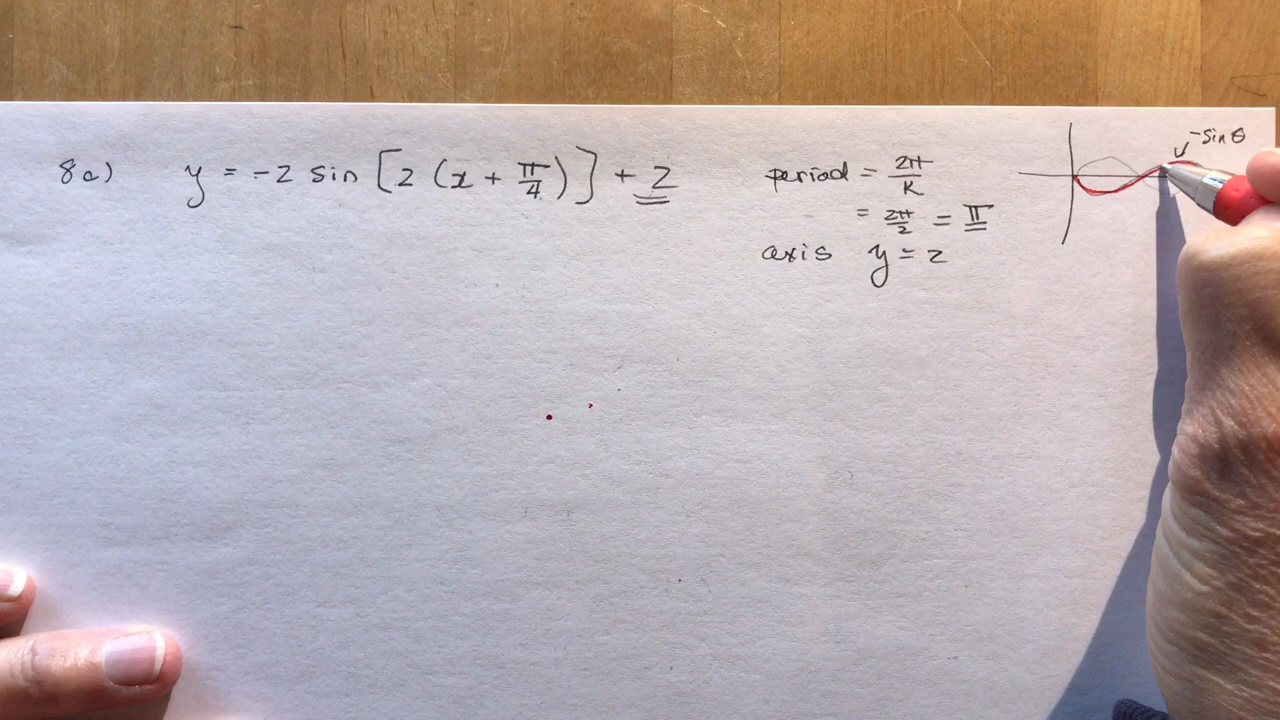 8a) y = -2 sin [2 (x + π/4)] + 2
period = 2π/K
= 2π/2 = π
axis y = 2
-sin θ